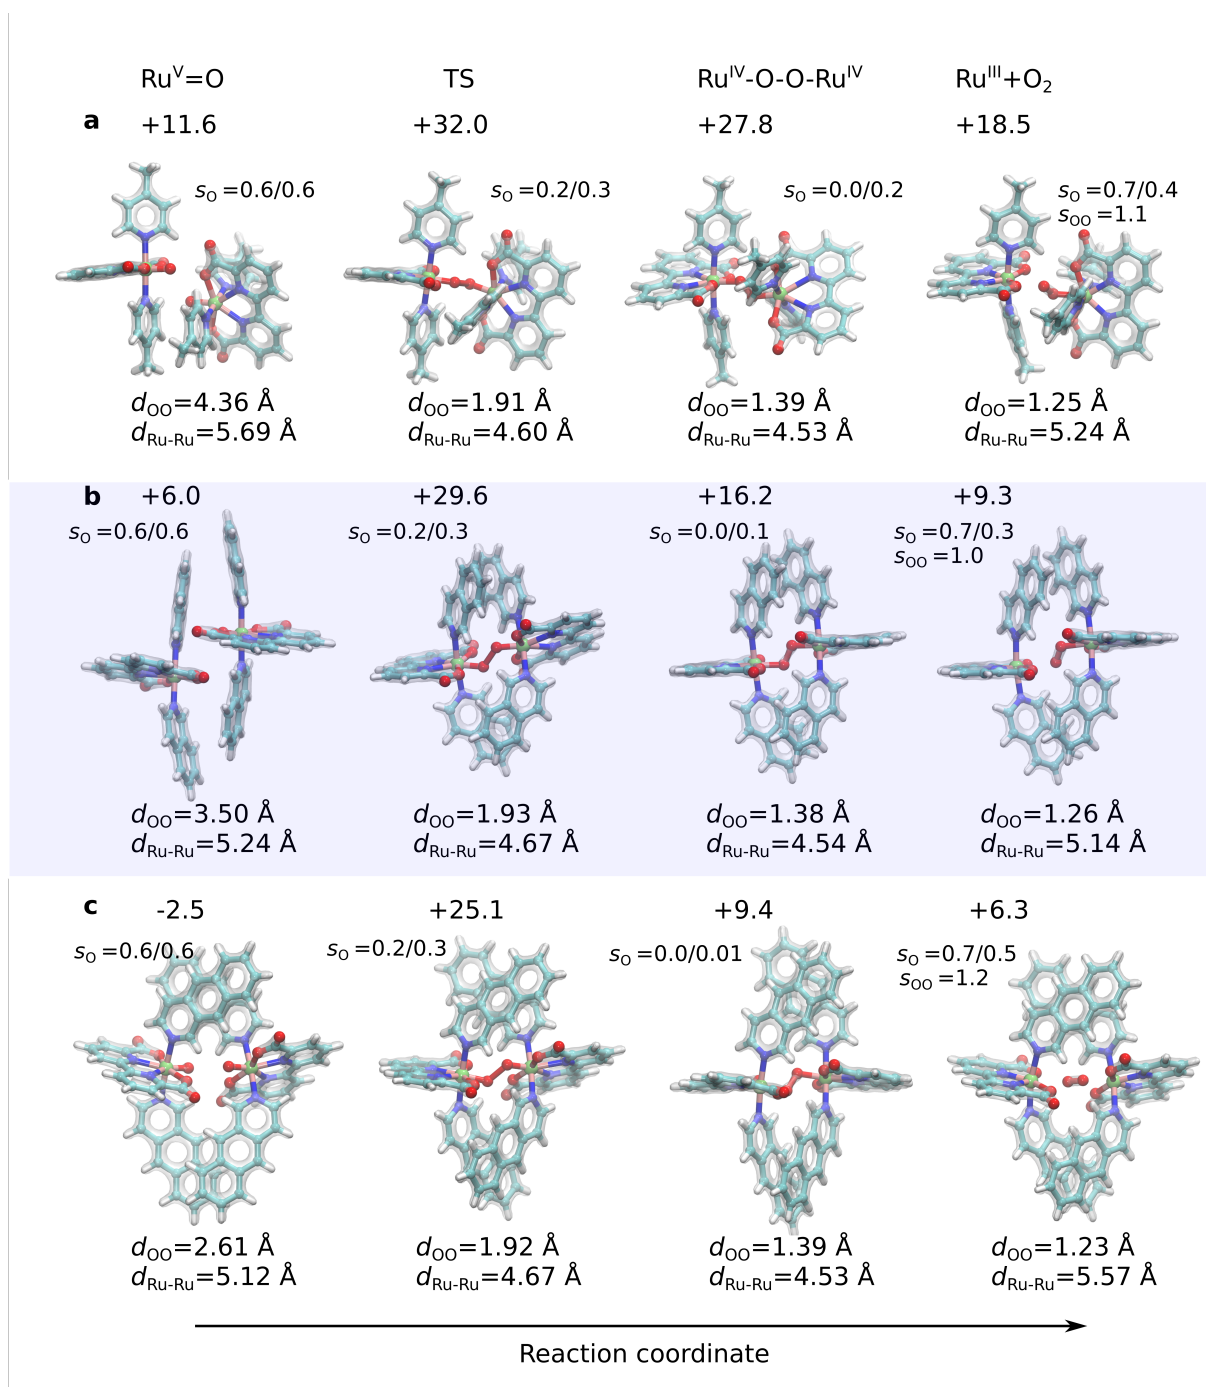 Ru^V=O TS Ru^IV-O-O-Ru^IV Ru^III+O₂
a +11.6 +32.0 +27.8 +18.5
s_O =0.6/0.6 s_O =0.2/0.3 s_O =0.0/0.2 s_O =0.7/0.4
s_OO =1.1
d_OO=4.36 Å d_OO=1.91 Å d_OO=1.39 Å d_OO=1.25 Å
d_Ru-Ru=5.69 Å d_Ru-Ru=4.60 Å d_Ru-Ru=4.53 Å d_Ru-Ru=5.24 Å
b +6.0 +29.6 +16.2 +9.3
s_O =0.6/0.6 s_O =0.2/0.3 s_O =0.0/0.1 s_O =0.7/0.3
s_OO =1.0
d_OO=3.50 Å d_OO=1.93 Å d_OO=1.38 Å d_OO=1.26 Å
d_Ru-Ru=5.24 Å d_Ru-Ru=4.67 Å d_Ru-Ru=4.54 Å d_Ru-Ru=5.14 Å
c -2.5 +25.1 +9.4 +6.3
s_O =0.6/0.6 s_O =0.2/0.3 s_O =0.0/0.01 s_O =0.7/0.5
s_OO =1.2
d_OO=2.61 Å d_OO=1.92 Å d_OO=1.39 Å d_OO=1.23 Å
d_Ru-Ru=5.12 Å d_Ru-Ru=4.67 Å d_Ru-Ru=4.53 Å d_Ru-Ru=5.57 Å
Reaction coordinate